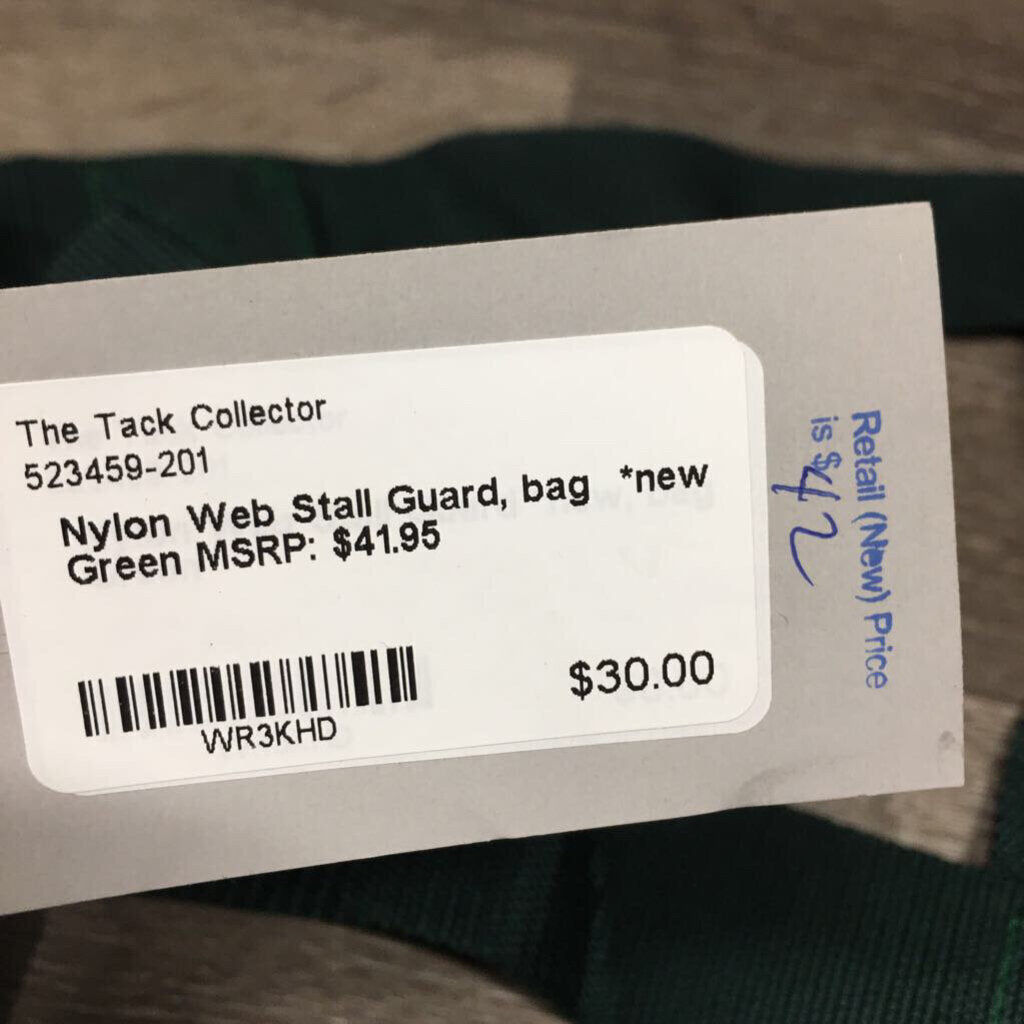 The Tack Collector
523459-201
Nylon Web Stall Guard, bag *new
Green MSRP: $41.95
WR3KHD
$30.00
Retail (New) Price
is $42